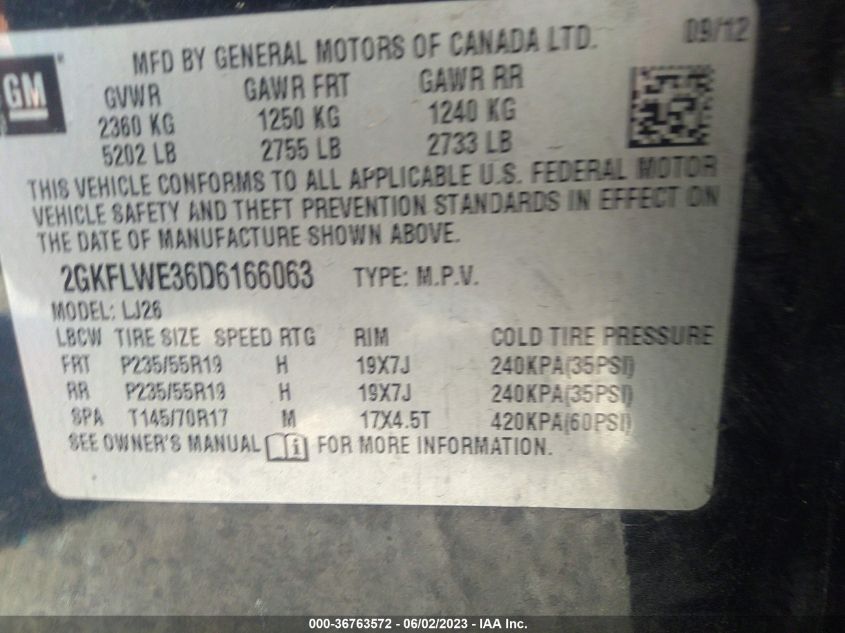 MFD BY GENERAL MOTORS OF CANADA LTD. 09/12
GM
GVWR GAWR FRT GAWR RR
2360 KG 1250 KG 1240 KG
5202 LB 2755 LB 2733 LB
THIS VEHICLE CONFORMS TO ALL APPLICABLE U.S. FEDERAL MOTOR
VEHICLE SAFETY AND THEFT PREVENTION STANDARDS IN EFFECT ON
THE DATE OF MANUFACTURE SHOWN ABOVE.
2GKFLWE36D6166063 TYPE: M.P.V.
MODEL: LJ26
LBCW TIRE SIZE SPEED RTG RIM COLD TIRE PRESSURE
FRT P235/55R19 H 19X7J 240KPA(35PSI)
RR P235/55R19 H 19X7J 240KPA(35PSI)
SPA T145/70R17 M 17X4.5T 420KPA(60PSI)
SEE OWNER'S MANUAL i FOR MORE INFORMATION.
000-36763572 - 06/02/2023 - IAA Inc.